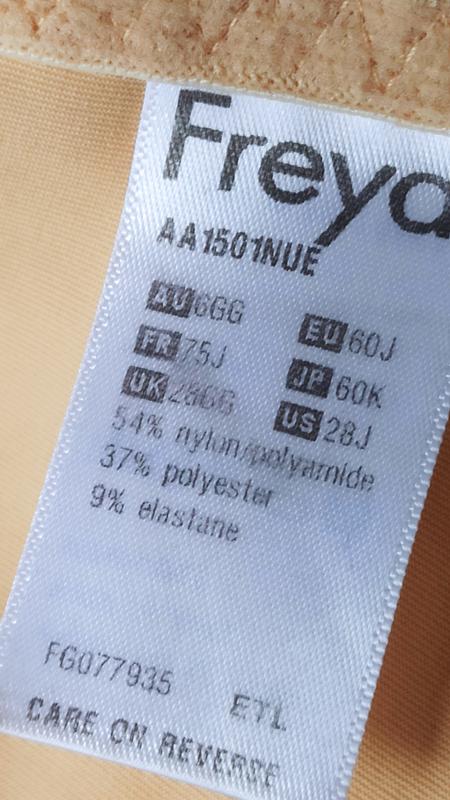 Freya
AA1501NUE
AU 6GG EU 60J
FR 75J JP 60K
UK 28GG US 28J
54% nylon/polyamide
37% polyester
9% elastane
FG077935 ETL
CARE ON REVERSE